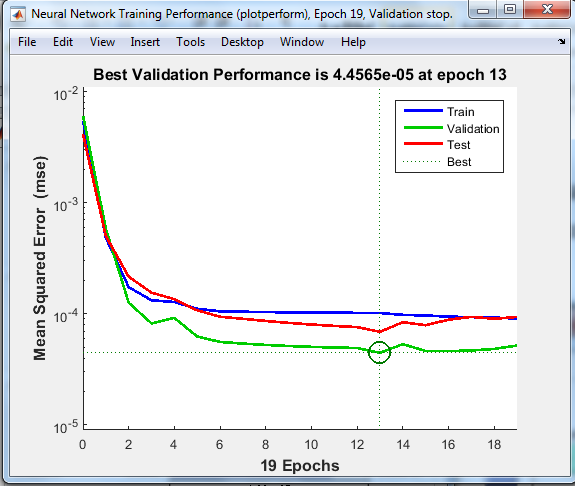 Neural Network Training Performance (plotperform), Epoch 19, Validation stop.
File Edit View Insert Tools Desktop Window Help
Best Validation Performance is 4.4565e-05 at epoch 13
Mean Squared Error (mse)
10-2
10-3
10-4
10-5
Train
Validation
Test
Best
0 2 4 6 8 10 12 14 16 18
19 Epochs